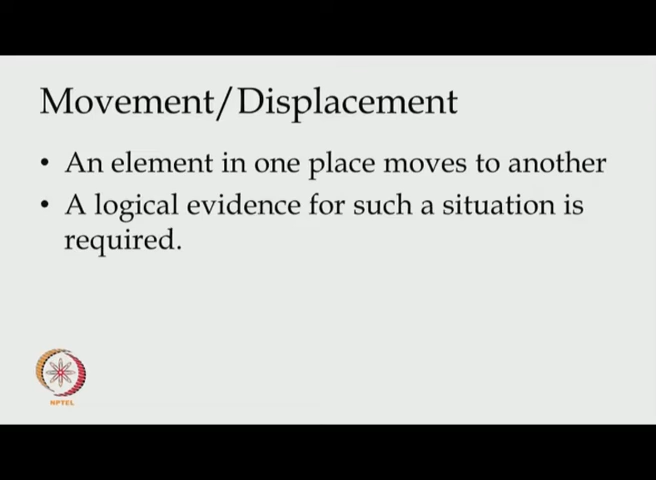 Movement/Displacement
• An element in one place moves to another
• A logical evidence for such a situation is
required.
NPTEL